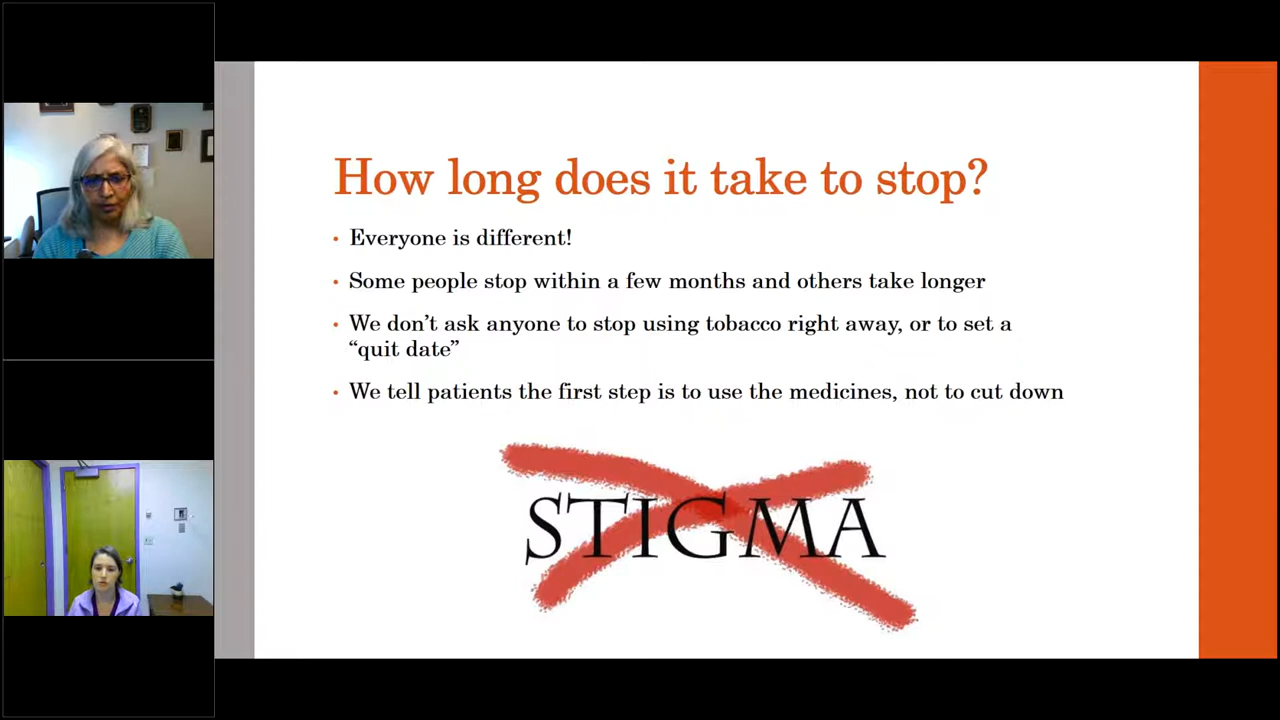 How long does it take to stop?
• Everyone is different!
• Some people stop within a few months and others take longer
• We don’t ask anyone to stop using tobacco right away, or to set a
“quit date”
• We tell patients the first step is to use the medicines, not to cut down
STIGMA